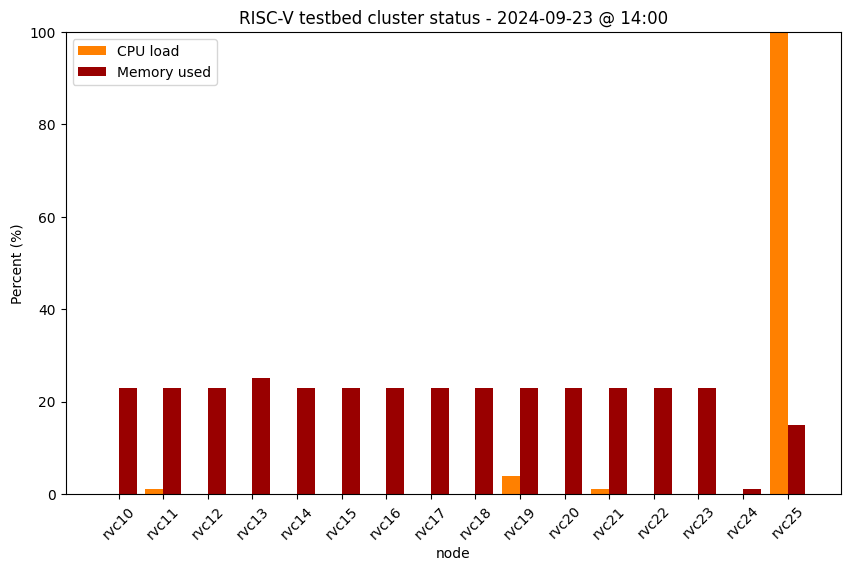 RISC-V testbed cluster status - 2024-09-23 @ 14:00
CPU load
Memory used
Percent (%)
100
80
60
40
20
0
rvc10
rvc11
rvc12
rvc13
rvc14
rvc15
rvc16
rvc17
rvc18
rvc19
rvc20
rvc21
rvc22
rvc23
rvc24
rvc25
node